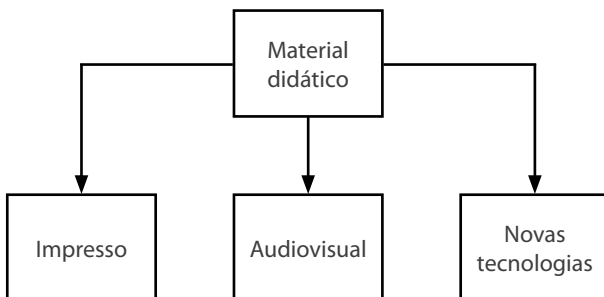 Material
didático
Impresso
Audiovisual
Novas
tecnologias